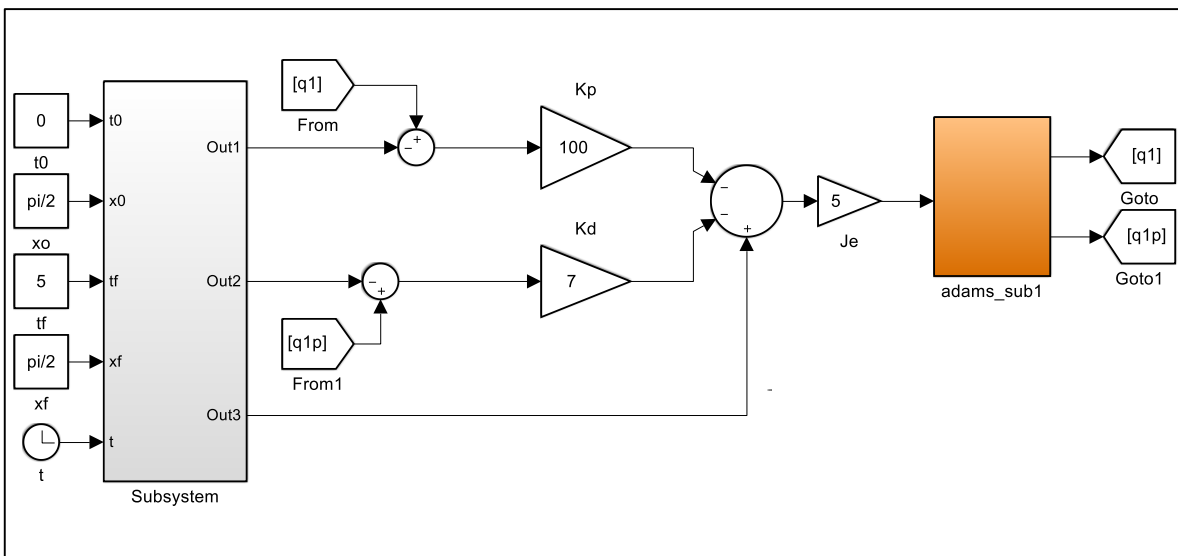 0
t0
pi/2
xo
5
tf
pi/2
xf
t
t0
x0
tf
xf
t
Out1
Out2
Out3
Subsystem
[q1]
From
- +
[q1p]
From1
- +
Kp
100
Kd
7
-
-
+
5
Je
adams_sub1
[q1]
Goto
[q1p]
Goto1
-